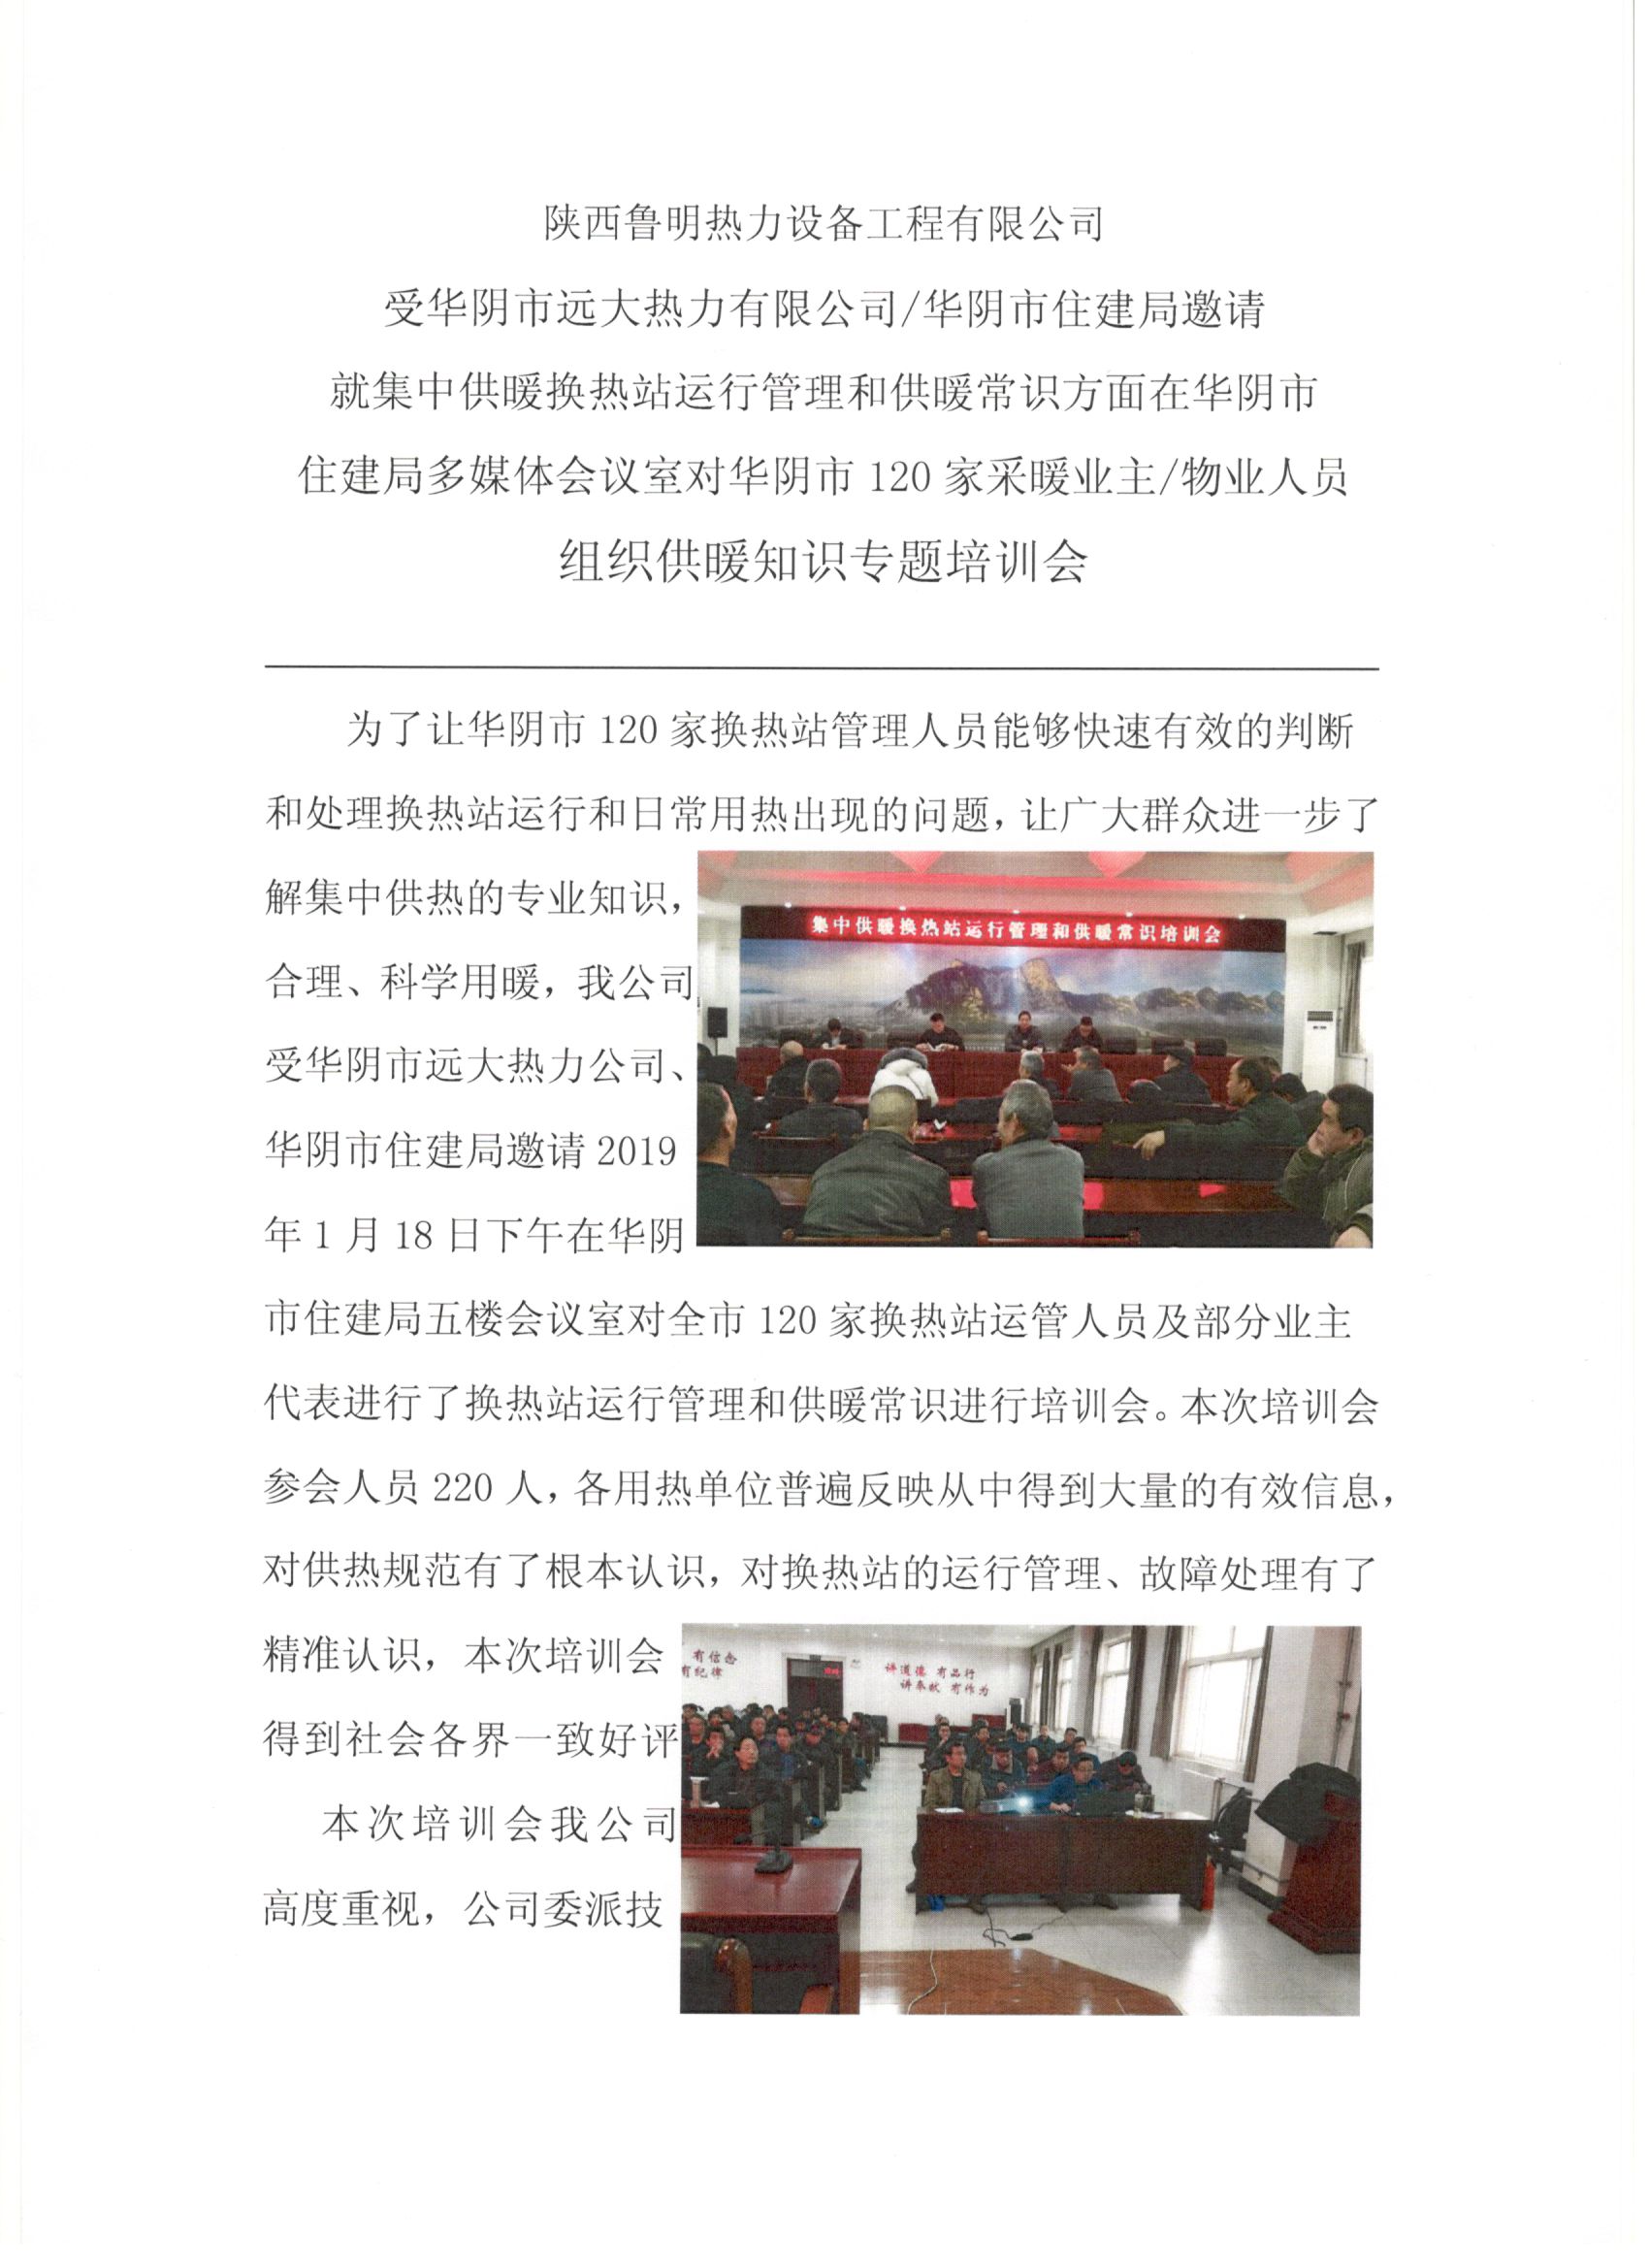 陕西鲁明热力设备工程有限公司
受华阴市远大热力有限公司/华阴市住建局邀请
就集中供暖换热站运行管理和供暖常识方面在华阴市
住建局多媒体会议室对华阴市 120 家采暖业主/物业人员
组织供暖知识专题培训会
为了让华阴市 120 家换热站管理人员能够快速有效的判断
和处理换热站运行和日常用热出现的问题，让广大群众进一步了
解集中供热的专业知识，
合理、科学用暖，我公司
受华阴市远大热力公司、
华阴市住建局邀请 2019
年 1 月 18 日下午在华阴
集中供暖换热站运行管理和供暖常识培训会
市住建局五楼会议室对全市 120 家换热站运管人员及部分业主
代表进行了换热站运行管理和供暖常识进行培训会。本次培训会
参会人员 220 人，各用热单位普遍反映从中得到大量的有效信息，
对供热规范有了根本认识，对换热站的运行管理、故障处理有了
精准认识，本次培训会
得到社会各界一致好评
本次培训会我公司
高度重视，公司委派技
有信念
有纪律
讲道德 有品行
讲奉献 有作为